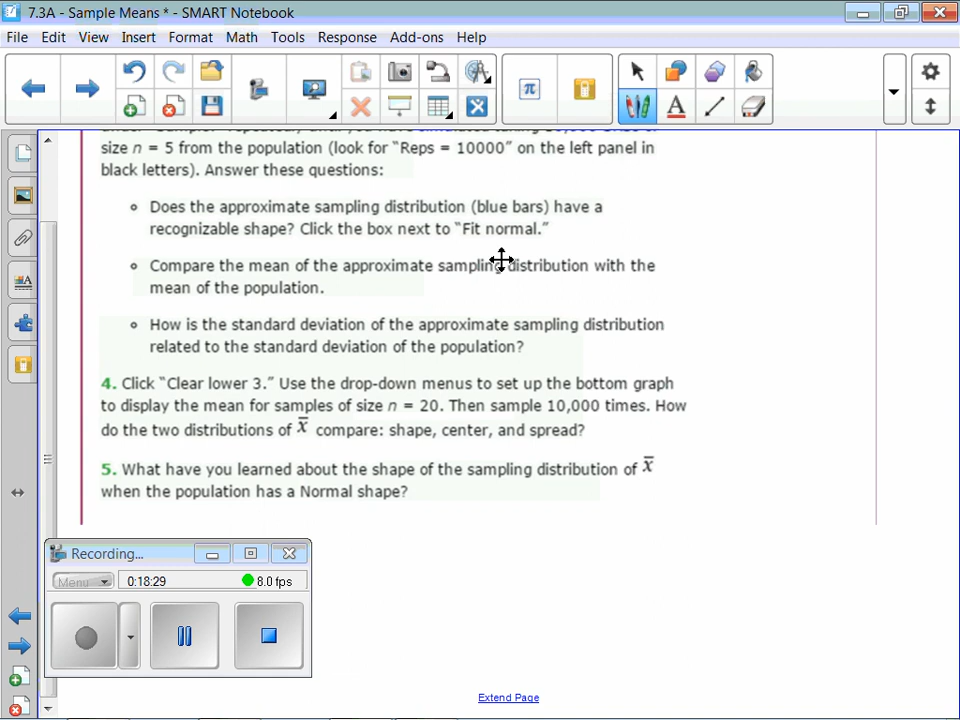 7.3A - Sample Means * - SMART Notebook
File Edit View Insert Format Math Tools Response Add-ons Help
size n = 5 from the population (look for “Reps = 10000” on the left panel in
black letters). Answer these questions:
Does the approximate sampling distribution (blue bars) have a
recognizable shape? Click the box next to “Fit normal.”
Compare the mean of the approximate sampling distribution with the
mean of the population.
How is the standard deviation of the approximate sampling distribution
related to the standard deviation of the population?
4. Click “Clear lower 3.” Use the drop-down menus to set up the bottom graph
to display the mean for samples of size n = 20. Then sample 10,000 times. How
do the two distributions of x̅ compare: shape, center, and spread?
5. What have you learned about the shape of the sampling distribution of x̅
when the population has a Normal shape?
Recording...
Menu 0:18:29 8.0 fps
Extend Page